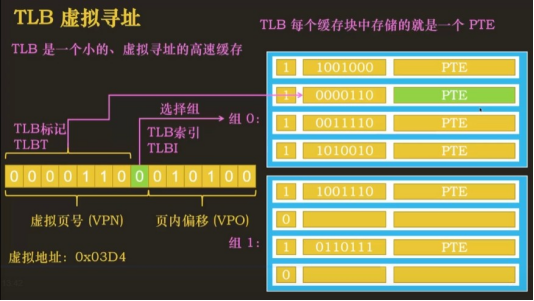 TLB 虚拟寻址
TLB 每个缓存块中存储的就是一个 PTE
TLB 是一个小的、虚拟寻址的高速缓存
1 1001000 PTE
1 0000110 PTE
选择组
组 0:
TLB标记
TLBT
TLB索引
TLBI
1 0011110 PTE
1 1010010 PTE
0 0 0 0 1 1 0 0 0 1 0 1 0 0
1 1001110 PTE
0
虚拟页号 (VPN)
页内偏移 (VPO)
组 1:
1 0110111 PTE
虚拟地址: 0x03D4
0